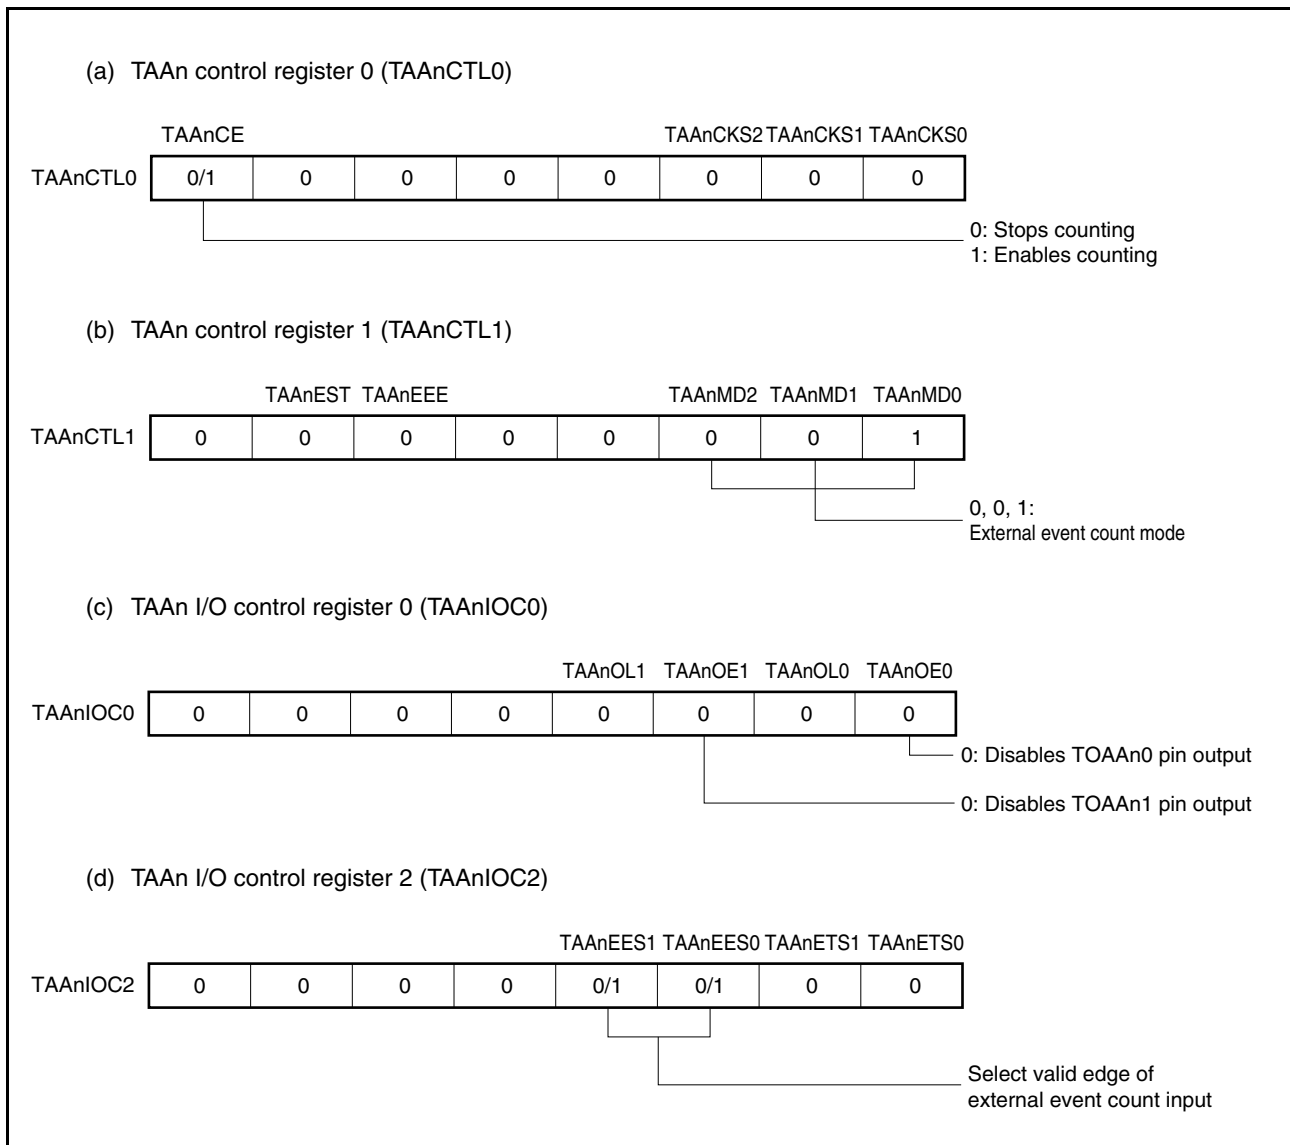 (a) TAAn control register 0 (TAAnCTL0)
TAAnCE TAAnCKS2 TAAnCKS1 TAAnCKS0
TAAnCTL0 0/1 0 0 0 0 0 0 0
0: Stops counting
1: Enables counting
(b) TAAn control register 1 (TAAnCTL1)
TAAnEST TAAnEEE TAAnMD2 TAAnMD1 TAAnMD0
TAAnCTL1 0 0 0 0 0 0 0 1
0, 0, 1:
External event count mode
(c) TAAn I/O control register 0 (TAAnIOC0)
TAAnOL1 TAAnOE1 TAAnOL0 TAAnOE0
TAAnIOC0 0 0 0 0 0 0 0 0
0: Disables TOAAn0 pin output
0: Disables TOAAn1 pin output
(d) TAAn I/O control register 2 (TAAnIOC2)
TAAnEES1 TAAnEES0 TAAnETS1 TAAnETS0
TAAnIOC2 0 0 0 0 0/1 0/1 0 0
Select valid edge of
external event count input